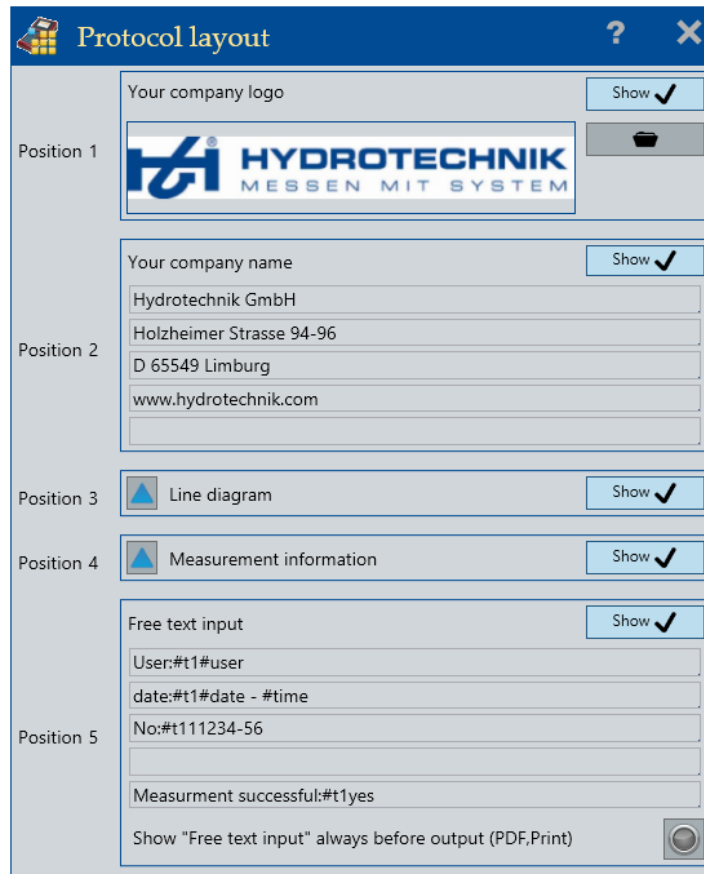 Protocol layout
?
Your company logo
Show
Position 1
HYDROTECHNIK
MESSEN MIT SYSTEM
Your company name
Show
Hydrotechnik GmbH
Holzheimer Strasse 94-96
Position 2
D 65549 Limburg
www.hydrotechnik.com
Position 3
Line diagram
Show
Position 4
Measurement information
Show
Free text input
Show
User:#t1#user
date:#t1#date - #time
Position 5
No:#t111234-56
Measurment successful:#t1yes
Show "Free text input" always before output (PDF,Print)